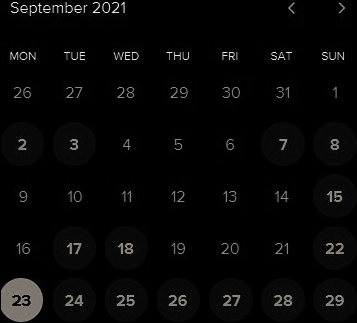 September 2021
MON TUE WED THU FRI SAT SUN
26 27 28 29 30 31 1
2 3 4 5 6 7 8
9 10 11 12 13 14 15
16 17 18 19 20 21 22
23 24 25 26 27 28 29